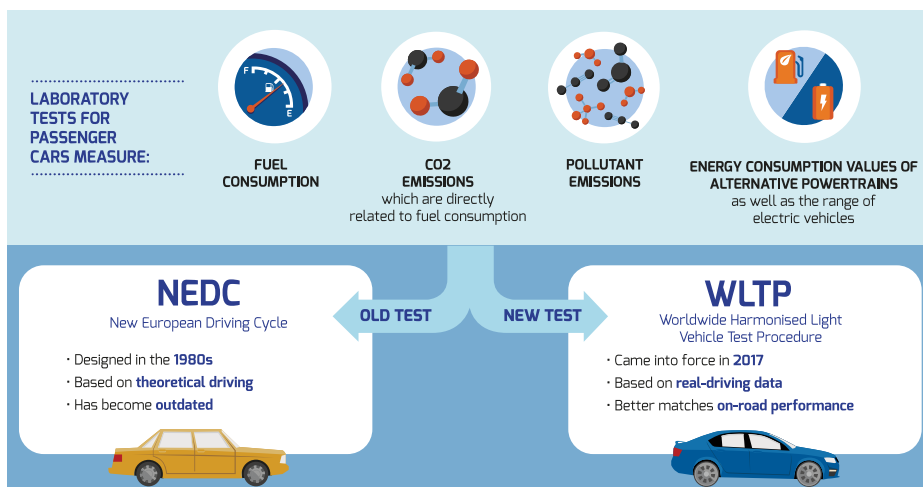 LABORATORY
TESTS FOR
PASSENGER
CARS MEASURE:
F
E
FUEL
CONSUMPTION
CO2
EMISSIONS
which are directly
related to fuel consumption
POLLUTANT
EMISSIONS
ENERGY CONSUMPTION VALUES OF
ALTERNATIVE POWERTRAINS
as well as the range of
electric vehicles
OLD TEST
NEW TEST
NEDC
New European Driving Cycle
· Designed in the 1980s
· Based on theoretical driving
· Has become outdated
WLTP
Worldwide Harmonised Light
Vehicle Test Procedure
· Came into force in 2017
· Based on real-driving data
· Better matches on-road performance